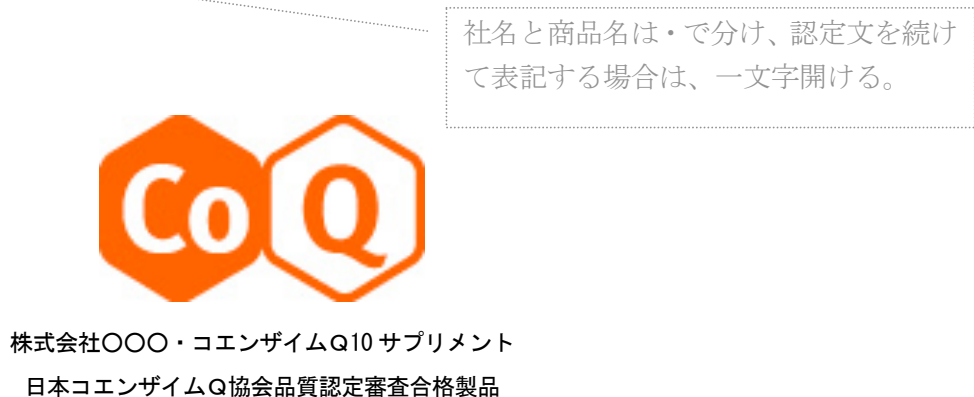 社名と商品名は・で分け、認定文を続け
て表記する場合は、一文字開ける。
CoQ
株式会社〇〇〇・コエンザイムQ10サプリメント
日本コエンザイムQ協会品質認定審査合格製品